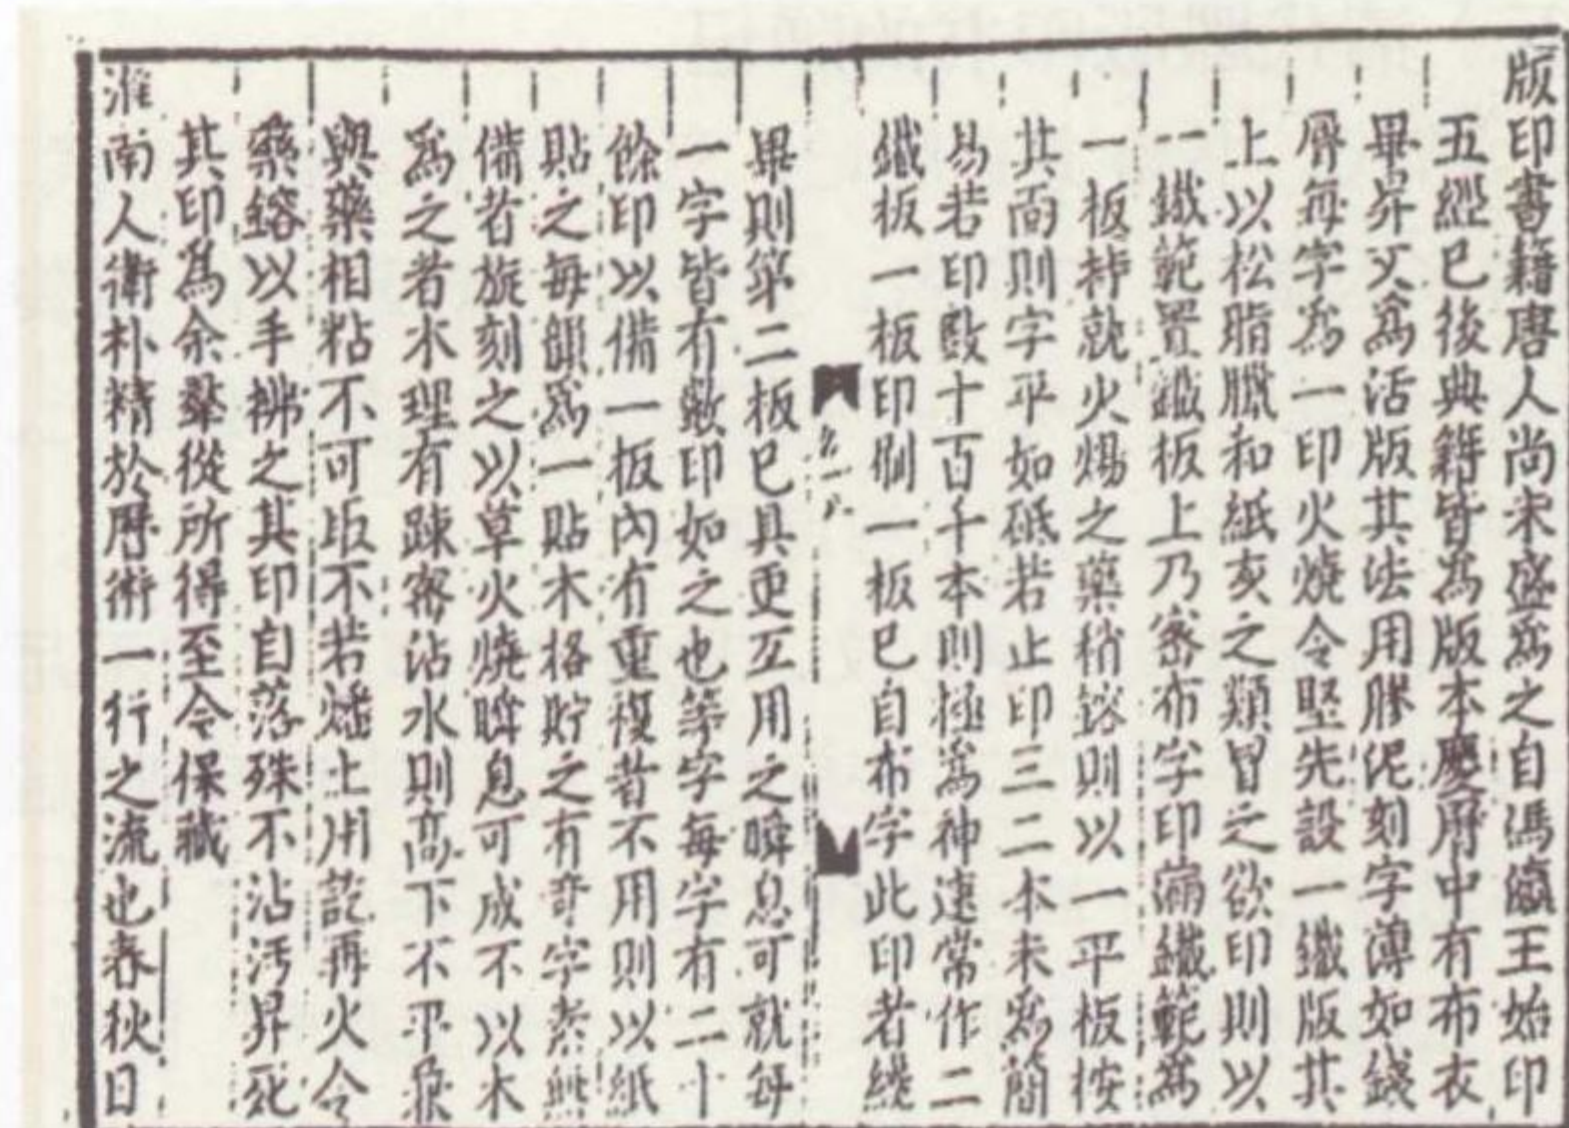 版印書籍唐人尚未盛爲之自馮瀛王始印
五經已後典籍皆爲版本慶曆中有布衣
畢昇又爲活版其法用膠泥刻字薄如錢
脣每字爲一印火燒令堅先設一鐵版其
上以松脂臘和紙灰之類冒之欲印則以
一鐵範置鐵板上乃密布字印滿鐵範爲
一板持就火煬之藥稍鎔則以一平板按
其面則字平如砥若止印三二本未爲簡
易若印數十百千本則極爲神速常作二
鐵板一板印刷一板已自布字此印者纔
畢則第二板已具更互用之瞬息可就每
一字皆有數印如之也等字每字有二十
餘印以備一板內有重複者不用則以紙
貼之每韻爲一貼木格貯之有奇字素無
備者旋刻之以草火燒瞬息可成不以木
爲之者木理有疎密沾水則高下不平兼
與藥相粘不可取不若燔土用訖再火令
藥鎔以手拂之其印自落殊不沾汚昇死
其印爲余羣從所得至今保藏
淮南人衛朴精於曆術一行之流也春秋日